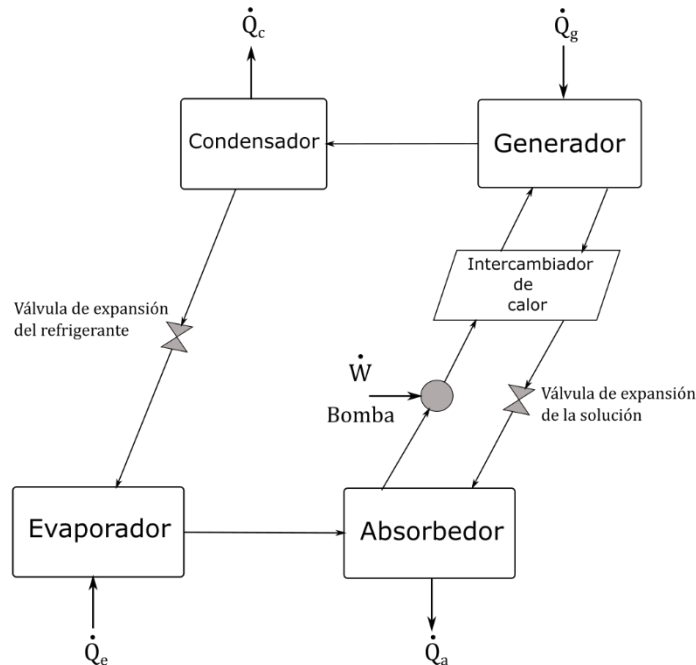 Q̇c
Q̇g
Condensador
Generador
Intercambiador
de
calor
Válvula de expansión
del refrigerante
Ẇ
Bomba
Válvula de expansión
de la solución
Evaporador
Absorbedor
Q̇e
Q̇a